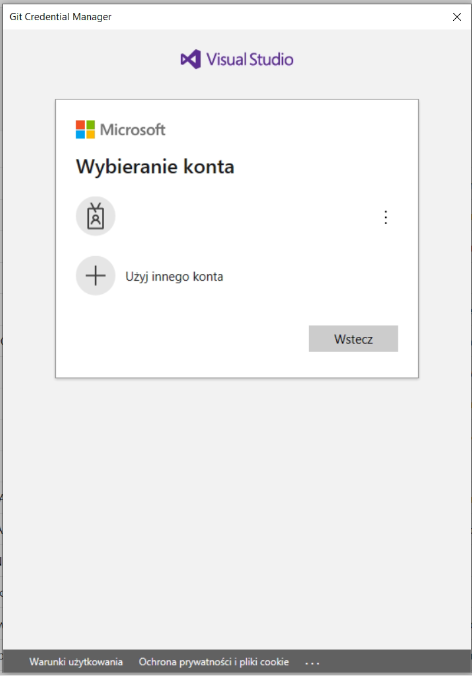 Git Credential Manager
Visual Studio
Microsoft
Wybieranie konta
Użyj innego konta
Wstecz
Warunki użytkowania Ochrona prywatności i pliki cookie ...